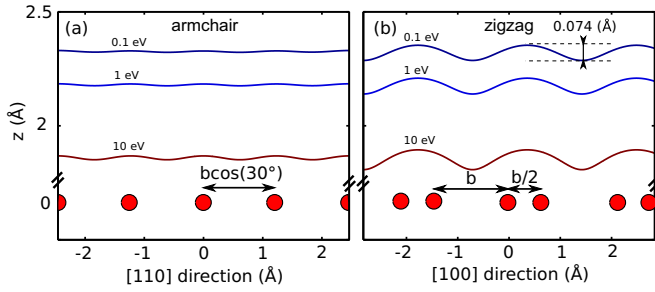 (a) armchair
0.1 eV
1 eV
10 eV
bcos(30°)
2.5
2
0
z (Å)
-2 -1 0 1 2
[110] direction (Å)
(b) zigzag
0.074 (Å)
0.1 eV
1 eV
10 eV
b b/2
-2 -1 0 1 2
[100] direction (Å)